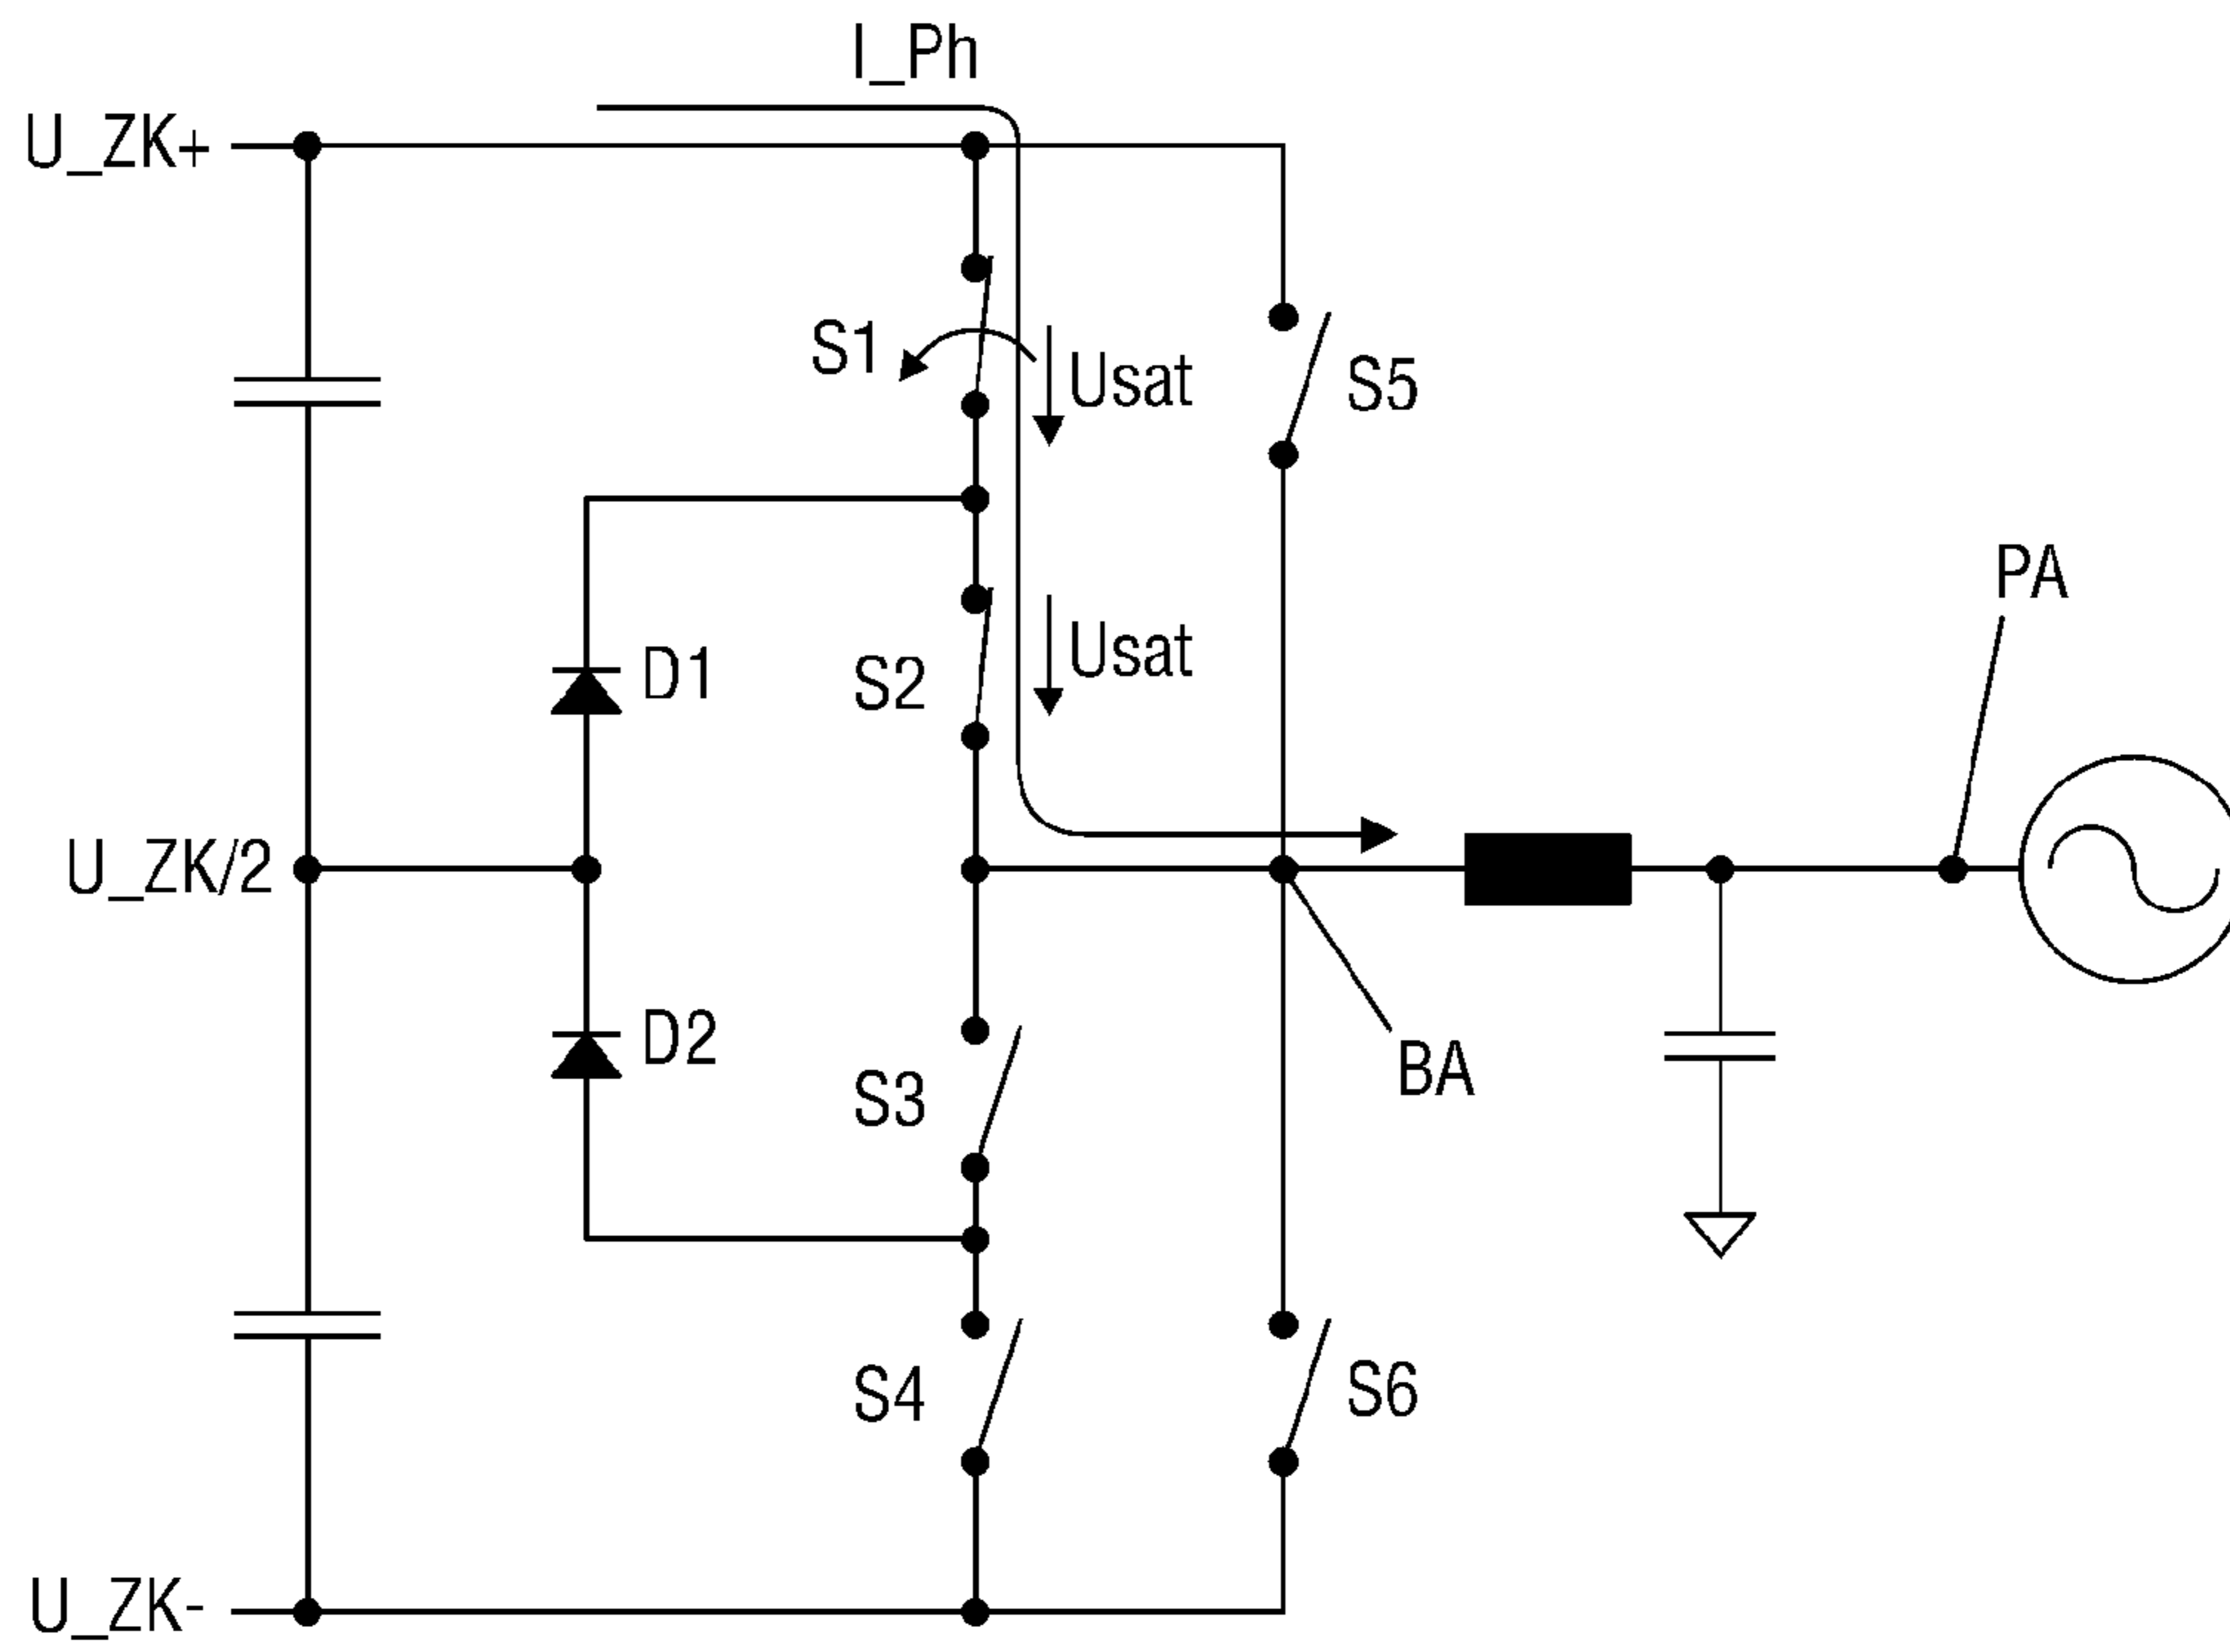 I_Ph
U_ZK+
S1
Usat
S5
PA
D1
S2
Usat
U_ZK/2
D2
S3
BA
S4
S6
U_ZK-